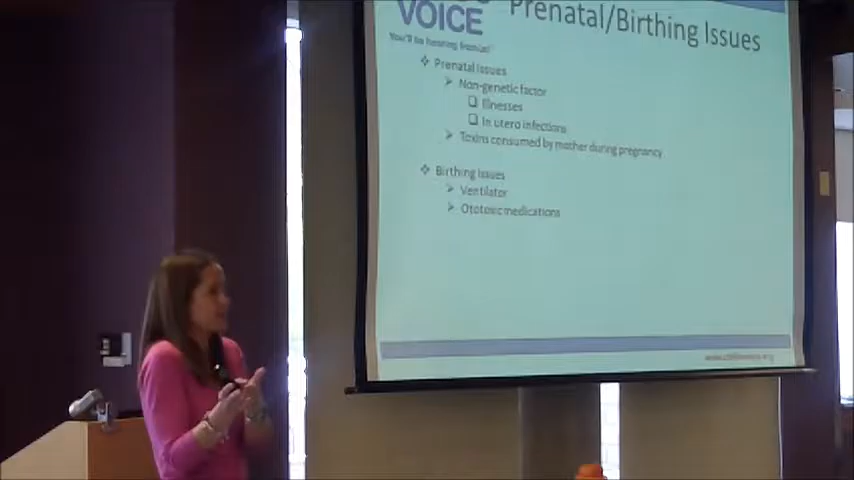 VOICE
Prenatal/Birthing Issues
You'll be hearing from us!
Prenatal Issues
Non-genetic factor
Illnesses
In utero infections
Toxins consumed by mother during pregnancy
Birthing Issues
Ventilator
Ototoxic medications